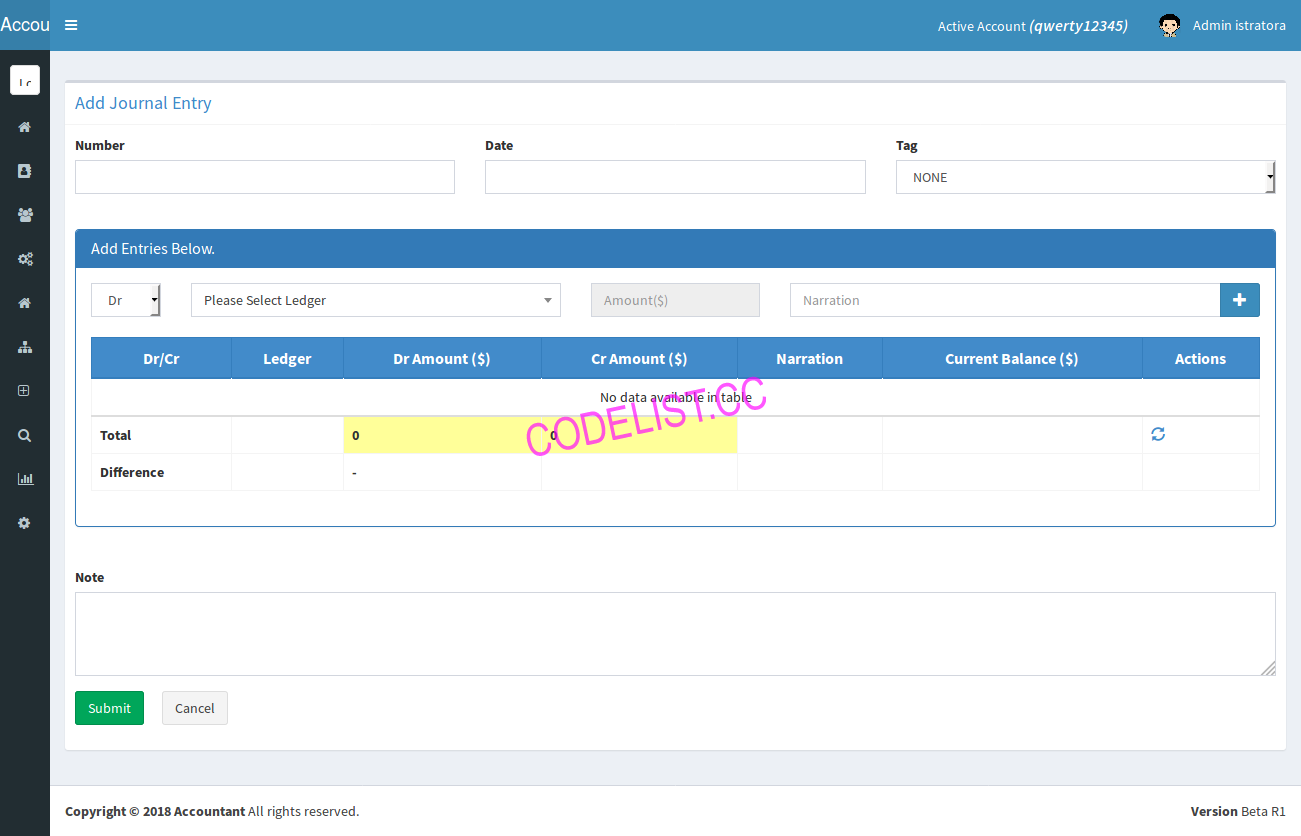 Accou
Active Account (qwerty12345)
Admin istratora
Add Journal Entry
Number
Date
Tag
NONE
Add Entries Below.
Dr
Please Select Ledger
Amount($)
Narration
Dr/Cr
Ledger
Dr Amount ($)
Cr Amount ($)
Narration
Current Balance ($)
Actions
No data available in table
CODELIST.CC
Total
0
0
Difference
-
Note
Submit
Cancel
Copyright © 2018 Accountant All rights reserved.
Version Beta R1